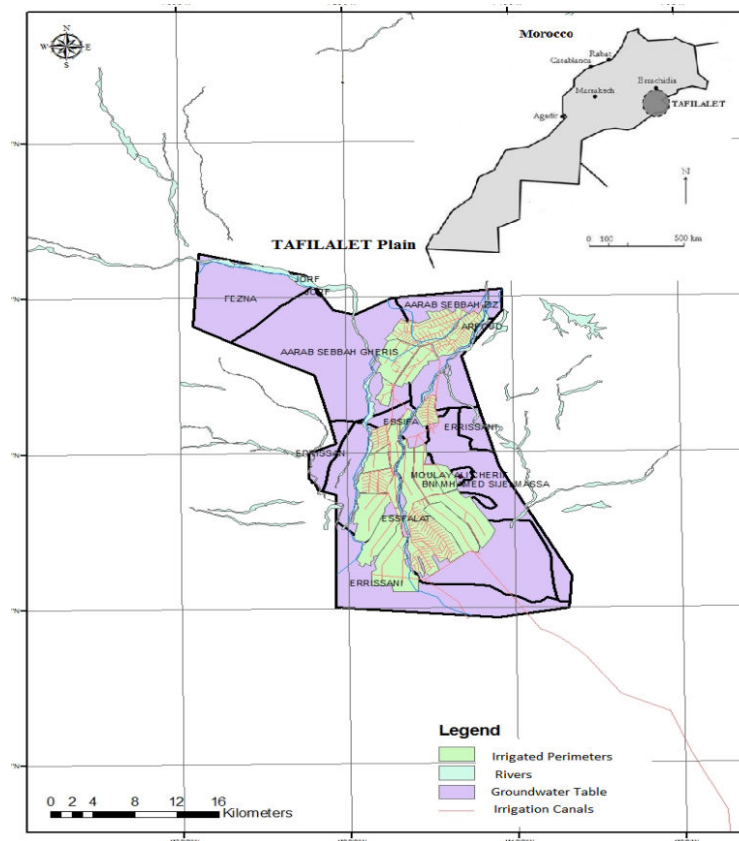 N
W E
S
Morocco
Rabat
Casablanca
Errachidia
Marrakech
TAFILALET
Agadir
N
0 100 500 km
TAFILALET Plain
JORF
JORF
FEZNA
AARAB SEBBAH ZIZ
ARFOUD
AARAB SEBBAH GHERIS
ESSIFA
ERRISSANI
ERRISSANI
MOULAY ALI CHERIF
BNI MHAMED SIJELMASSA
ESSFALAT
ERRISSANI
Legend
Irrigated Perimeters
Rivers
Groundwater Table
Irrigation Canals
0 2 4 8 12 16
Kilometers